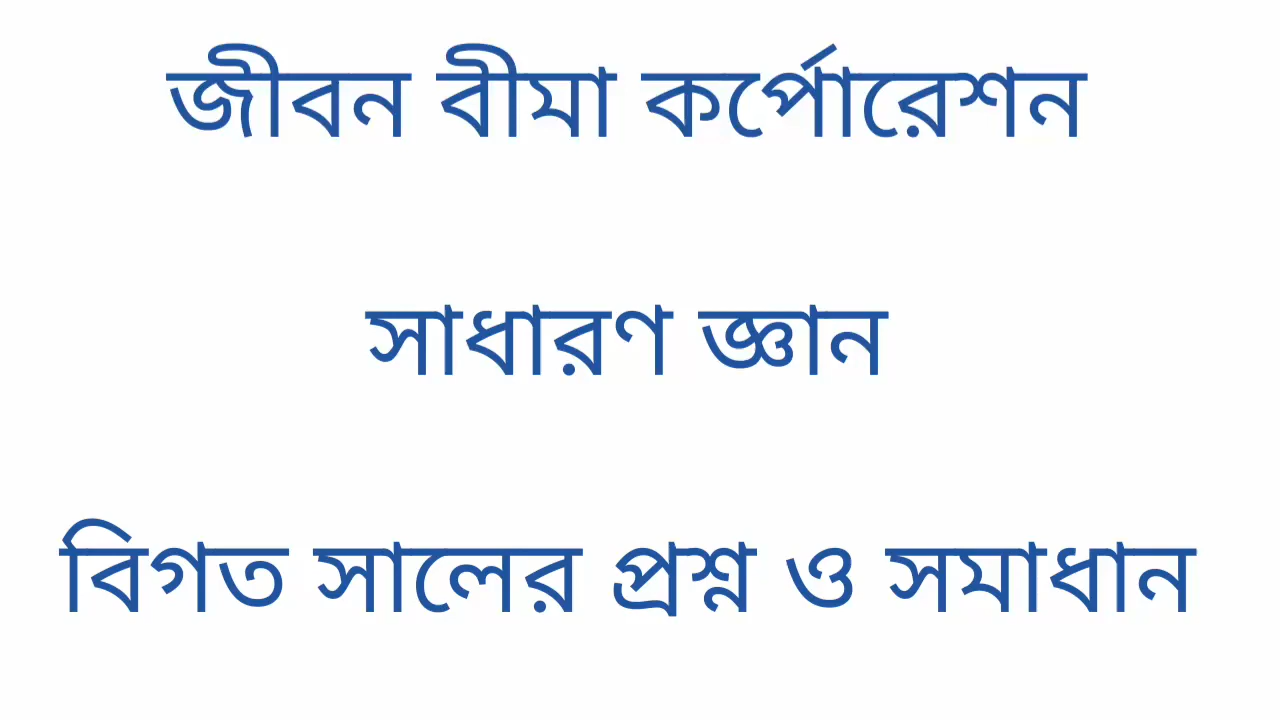 জীবন বীমা কর্পোরেশন
সাধারণ জ্ঞান
বিগত সালের প্রশ্ন ও সমাধান